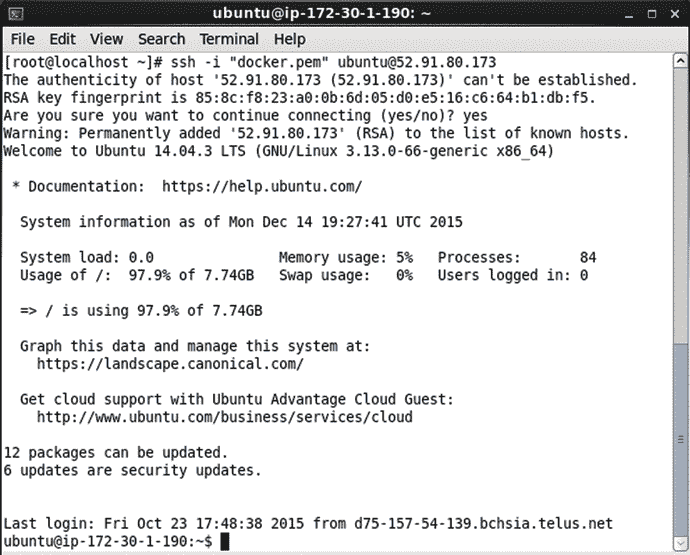 ubuntu@ip-172-30-1-190: ~
File Edit View Search Terminal Help
[root@localhost ~]# ssh -i "docker.pem" ubuntu@52.91.80.173
The authenticity of host '52.91.80.173 (52.91.80.173)' can't be established.
RSA key fingerprint is 85:8c:f8:23:a0:0b:6d:05:d0:e5:16:c6:64:b1:db:f5.
Are you sure you want to continue connecting (yes/no)? yes
Warning: Permanently added '52.91.80.173' (RSA) to the list of known hosts.
Welcome to Ubuntu 14.04.3 LTS (GNU/Linux 3.13.0-66-generic x86_64)
* Documentation:  https://help.ubuntu.com/
System information as of Mon Dec 14 19:27:41 UTC 2015
System load: 0.0 Memory usage: 5% Processes: 84
Usage of /: 97.9% of 7.74GB Swap usage: 0% Users logged in: 0
=> / is using 97.9% of 7.74GB
Graph this data and manage this system at:
https://landscape.canonical.com/
Get cloud support with Ubuntu Advantage Cloud Guest:
http://www.ubuntu.com/business/services/cloud
12 packages can be updated.
6 updates are security updates.
Last login: Fri Oct 23 17:48:38 2015 from d75-157-54-139.bchsia.telus.net
ubuntu@ip-172-30-1-190:~$